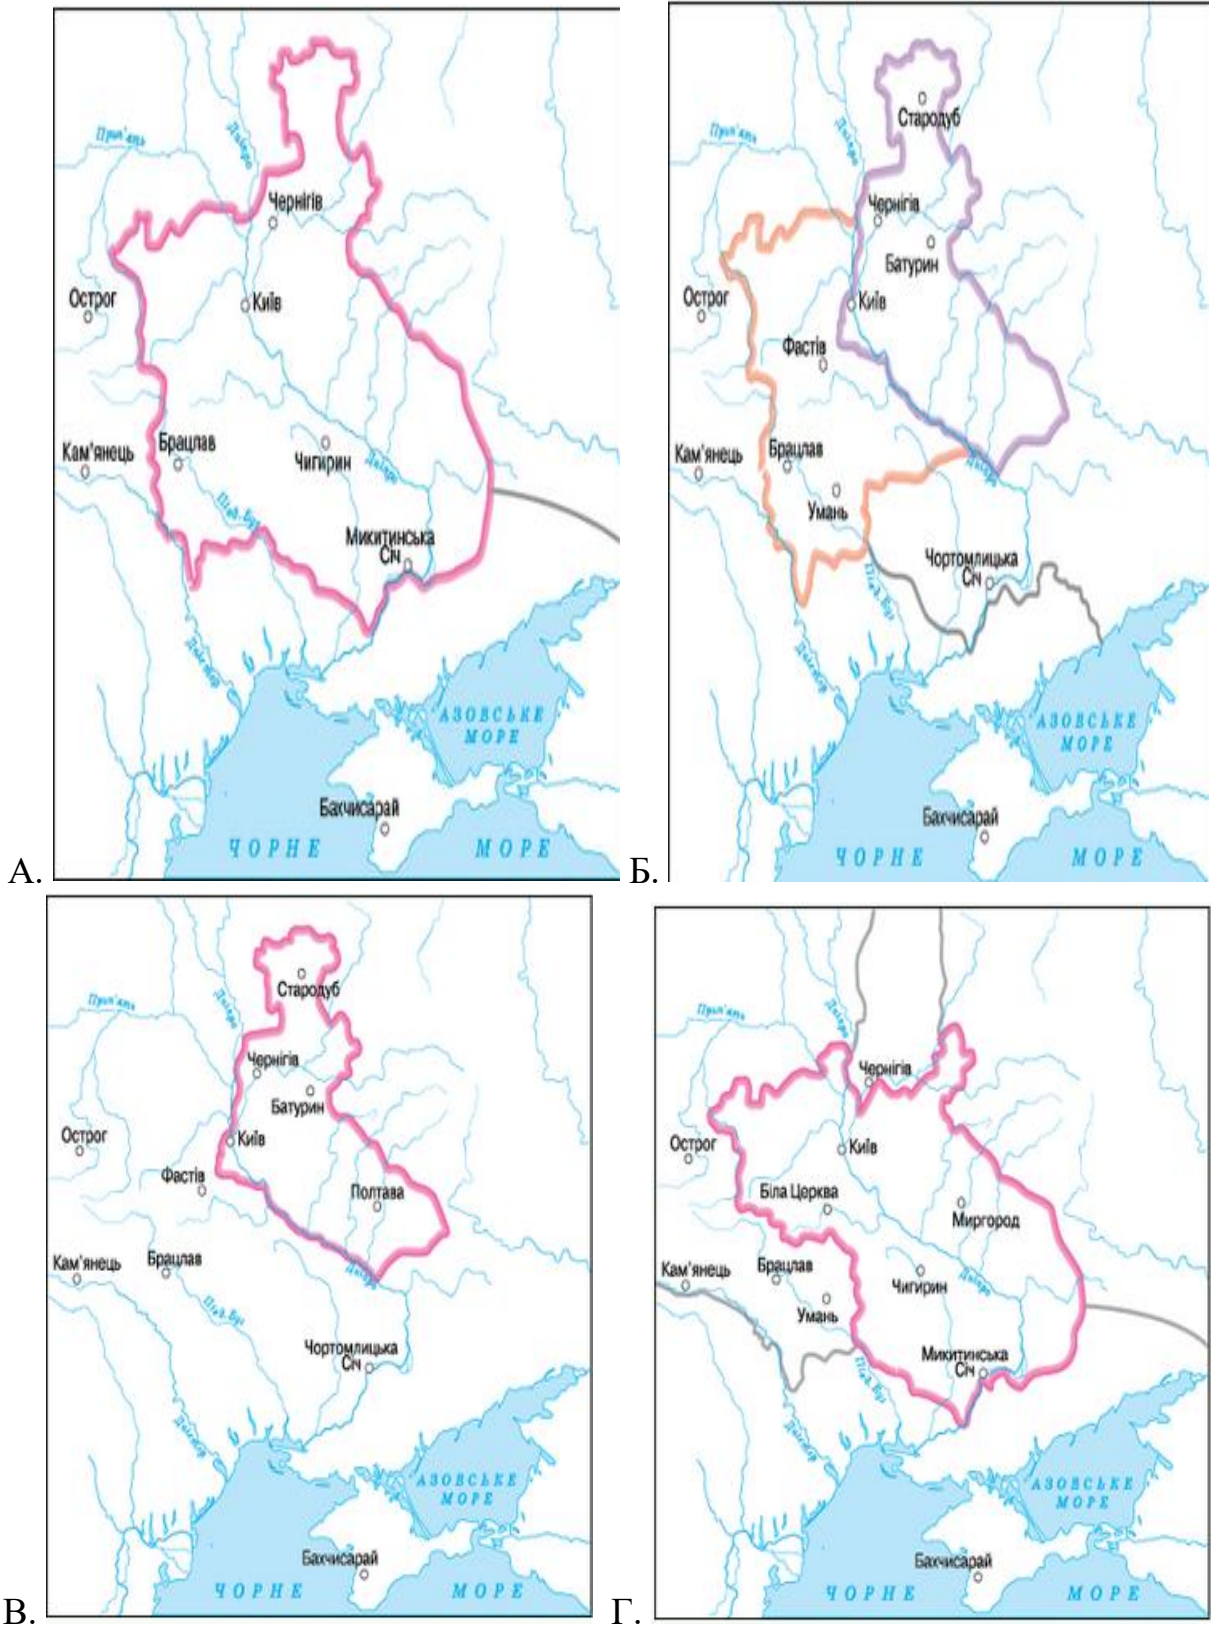 Прип'ять
Дніпро
Чернігів
Острог
Київ
Кам'янець
Брацлав
Чигирин
Дніпро
Півд. Буг
Микитинська
Січ
Дністер
АЗОВСЬКЕ
МОРЕ
Бахчисарай
ЧОРНЕ МОРЕ
А.
Стародуб
Прип'ять
Дніпро
Чернігів
Батурин
Острог
Київ
Фастів
Кам'янець
Брацлав
Дніпро
Умань
Чортомлицька
Січ
Півд. Буг
Дністер
АЗОВСЬКЕ
МОРЕ
Бахчисарай
ЧОРНЕ МОРЕ
Б.
Стародуб
Прип'ять
Дніпро
Чернігів
Батурин
Острог
Київ
Фастів
Полтава
Кам'янець
Брацлав
Дніпро
Півд. Буг
Чортомлицька
Січ
Дністер
АЗОВСЬКЕ
МОРЕ
Бахчисарай
ЧОРНЕ МОРЕ
В.
Прип'ять
Дніпро
Чернігів
Острог
Київ
Біла Церква
Миргород
Кам'янець
Брацлав
Чигирин
Дніпро
Умань
Микитинська
Січ
Півд. Буг
Дністер
АЗОВСЬКЕ
МОРЕ
Бахчисарай
ЧОРНЕ МОРЕ
Г.